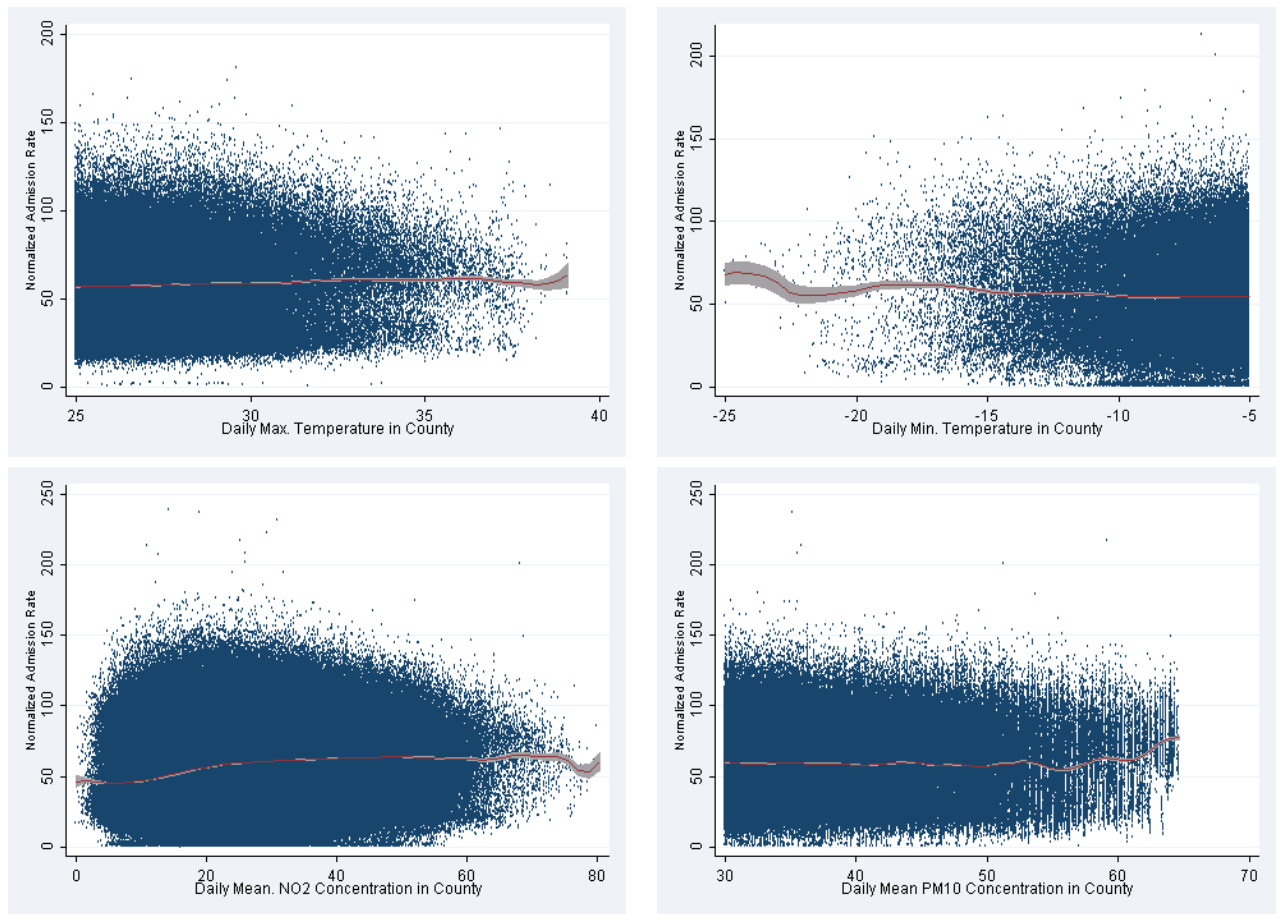 200
150
100
50
0
Normalized Admission Rate
25 30 35 40
Daily Max. Temperature in County
200
150
100
50
0
Normalized Admission Rate
-25 -20 -15 -10 -5
Daily Min. Temperature in County
250
200
150
100
50
0
Normalized Admission Rate
0 20 40 60 80
Daily Mean. NO2 Concentration in County
250
200
150
100
50
0
Normalized Admission Rate
30 40 50 60 70
Daily Mean PM10 Concentration in County